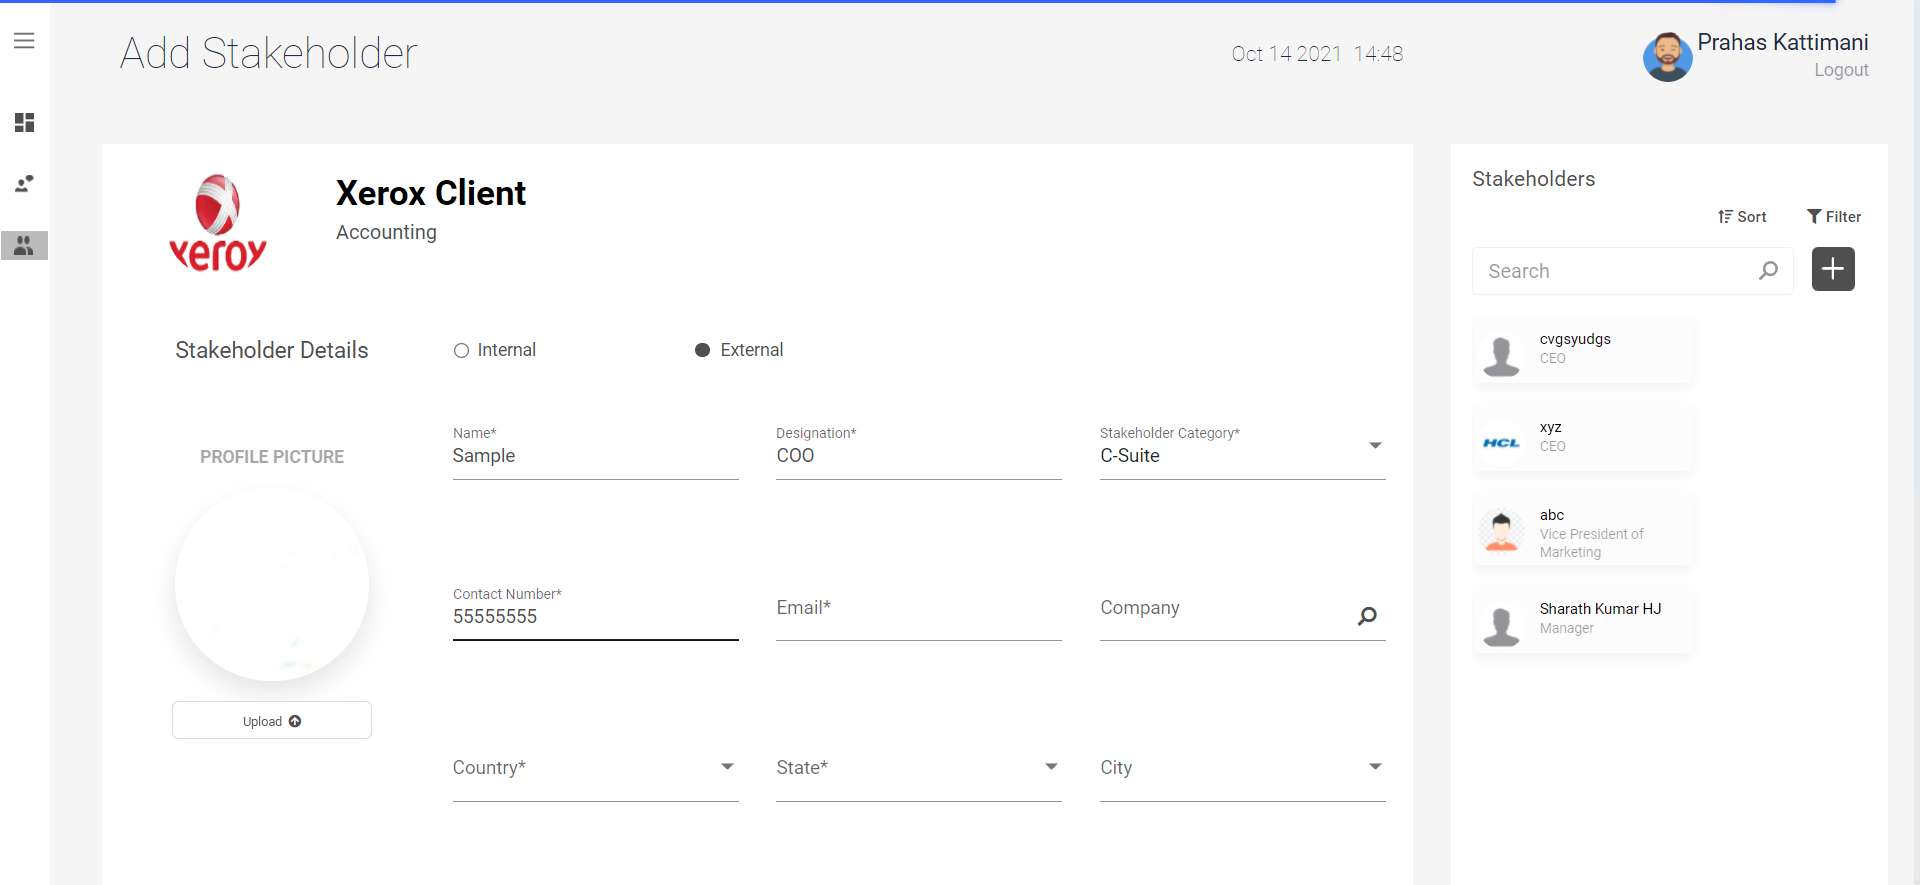 Add Stakeholder
Oct 14 2021 14:48
Prahas Kattimani
Logout
xeroy
Xerox Client
Accounting
Stakeholder Details
Internal
External
PROFILE PICTURE
Upload
Name*
Sample
Designation*
COO
Stakeholder Category*
C-Suite
Contact Number*
55555555
Email*
Company
Country*
State*
City
Stakeholders
Sort
Filter
Search
cvgsyudgs
CEO
HCL
xyz
CEO
abc
Vice President of
Marketing
Sharath Kumar HJ
Manager